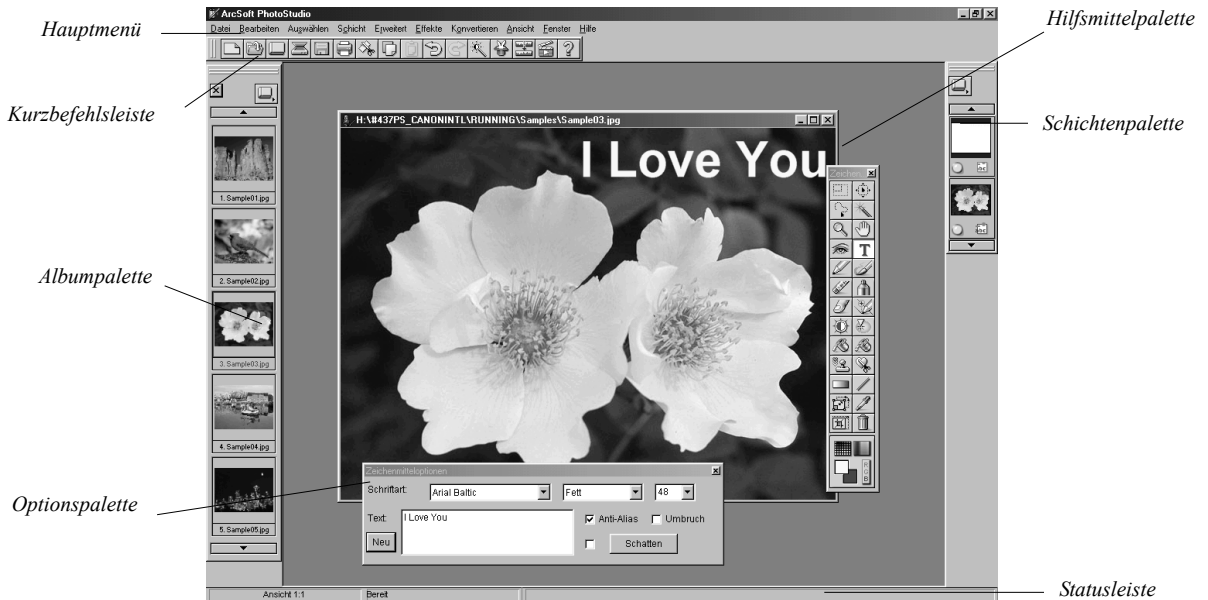 ArcSoft PhotoStudio
Hauptmenü
Hilfsmittelpalette
Datei Bearbeiten Auswählen Schicht Erweitert Effekte Konvertieren Ansicht Fenster Hilfe
Kurzbefehlsleiste
Schichtenpalette
H:\#437PS_CANONINTL\RUNNING\Samples\Sample03.jpg
I Love You
Zeichen
T
1. Sample01.jpg
Albumpalette
2. Sample02.jpg
3. Sample03.jpg
4. Sample04.jpg
Optionspalette
Zeichenmitteloptionen
Schriftart: Arial Baltic Fett 48
Text: I Love You
Anti-Alias Umbruch
Neu
Schatten
R
G
B
5. Sample05.jpg
Statusleiste
Ansicht 1:1 Bereit